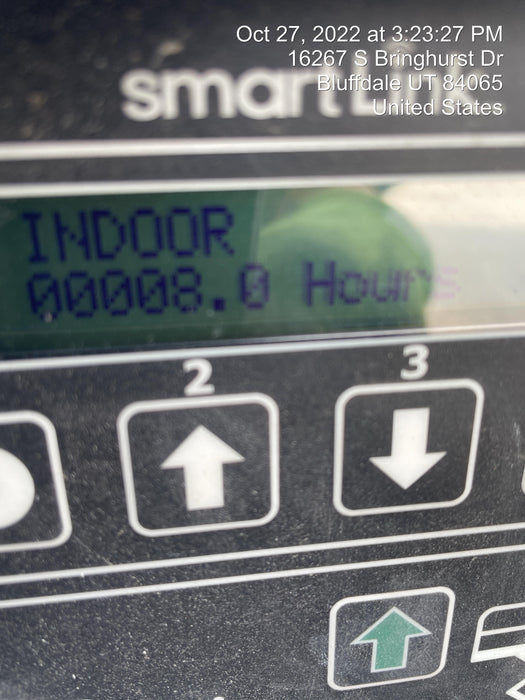 Oct 27, 2022 at 3:23:27 PM
16267 S Bringhurst Dr
Bluffdale UT 84065
United States
smart
INDOOR
00008.0 Hours
2
3